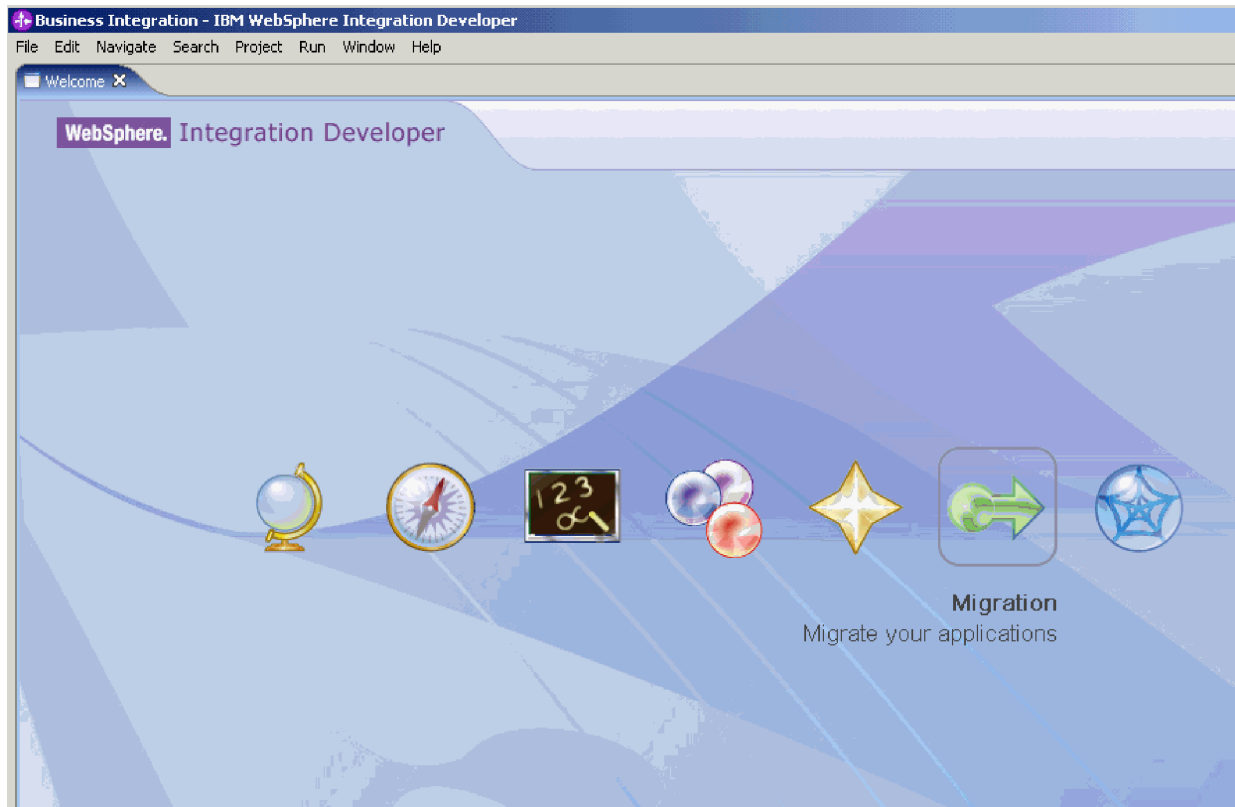 Business Integration - IBM WebSphere Integration Developer
File Edit Navigate Search Project Run Window Help
Welcome
WebSphere. Integration Developer
123
Migration
Migrate your applications